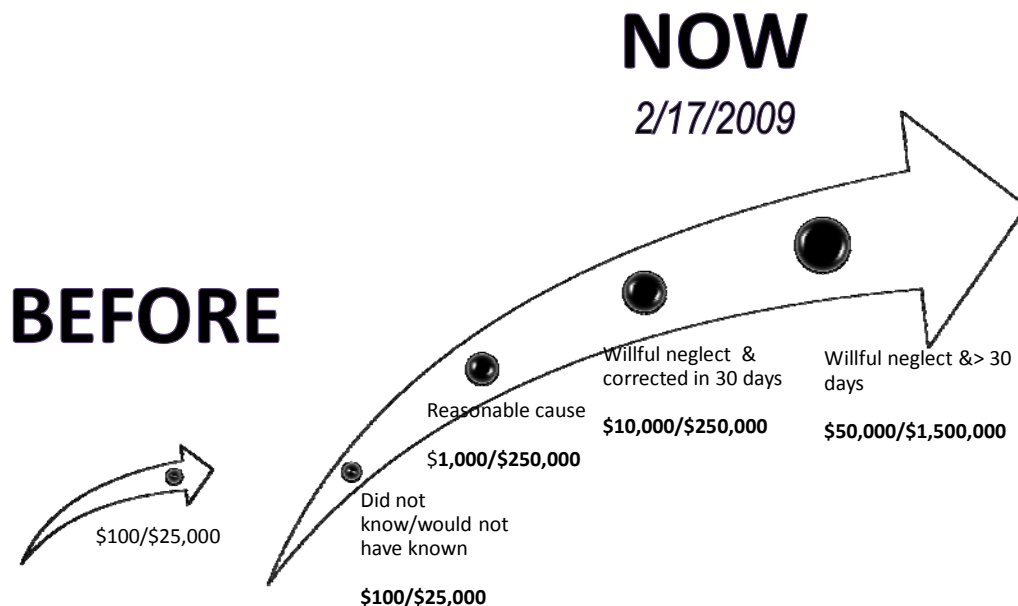 NOW
2/17/2009
BEFORE
$100/$25,000
Did not
know/would not
have known
$100/$25,000
Reasonable cause
$1,000/$250,000
Willful neglect &
corrected in 30 days
$10,000/$250,000
Willful neglect &> 30
days
$50,000/$1,500,000